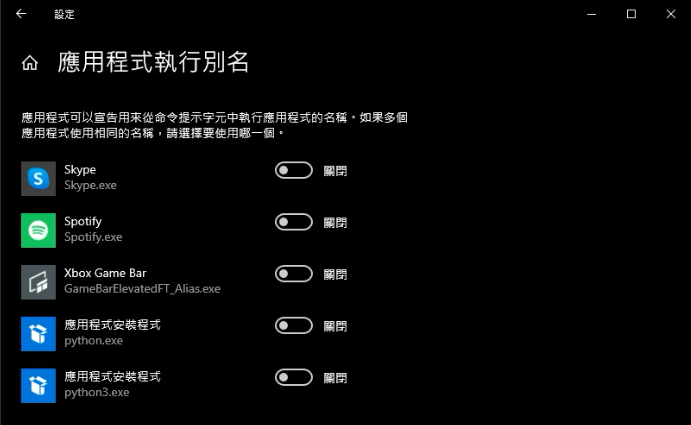 設定
應用程式執行別名
應用程式可以宣告用來從命令提示字元中執行應用程式的名稱。如果多個
應用程式使用相同的名稱，請選擇要使用哪一個。
Skype
關閉
Skype.exe
Spotify
關閉
Spotify.exe
Xbox Game Bar
關閉
GameBarElevatedFT_Alias.exe
應用程式安裝程式
關閉
python.exe
應用程式安裝程式
關閉
python3.exe